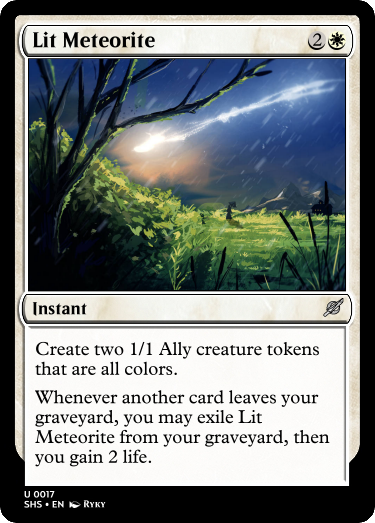 Lit Meteorite 2
Instant
Create two 1/1 Ally creature tokens
that are all colors.
Whenever another card leaves your
graveyard, you may exile Lit
Meteorite from your graveyard, then
you gain 2 life.
U 0017
SHS • EN Ryky